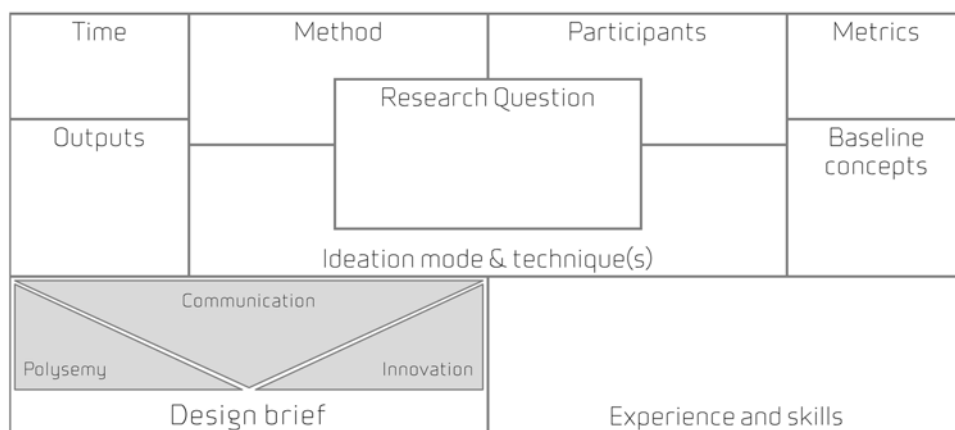 Time
Method
Participants
Metrics
Research Question
Outputs
Baseline
concepts
Ideation mode & technique(s)
Communication
Polysemy
Innovation
Design brief
Experience and skills